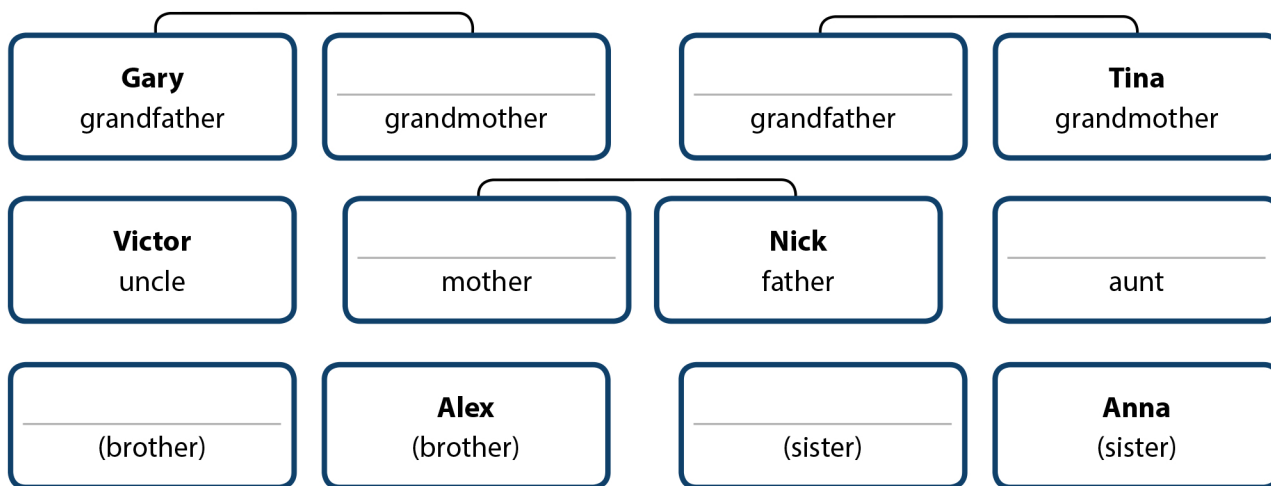 Gary
grandfather
grandmother
grandfather
Tina
grandmother
Victor
uncle
mother
Nick
father
aunt
(brother)
Alex
(brother)
(sister)
Anna
(sister)